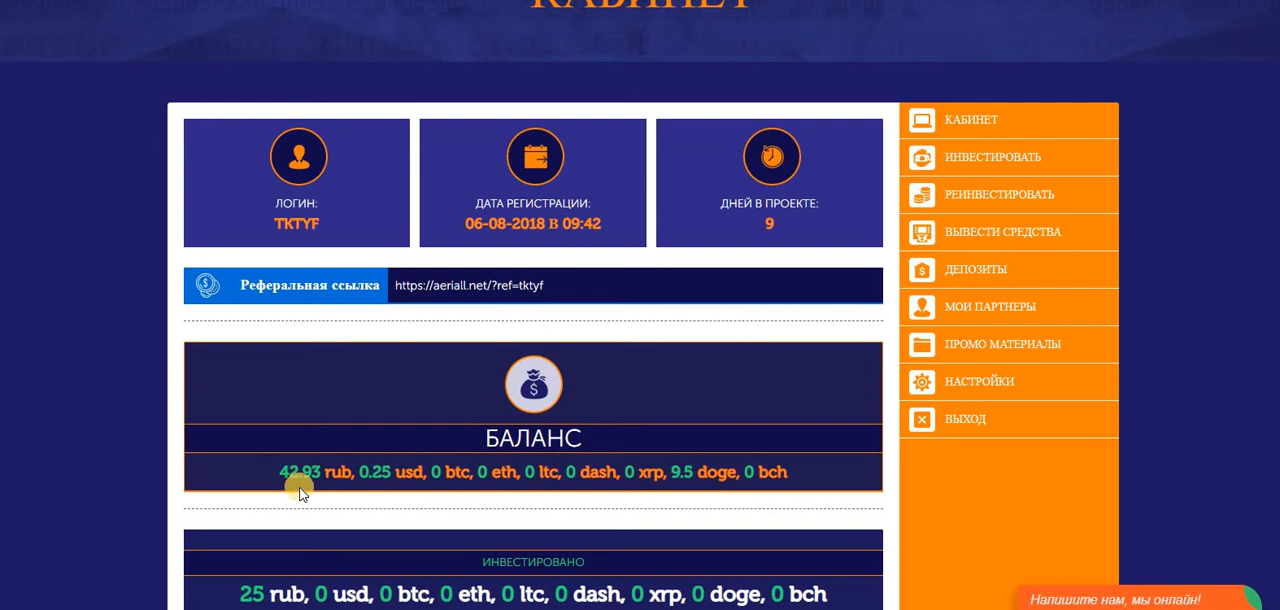 КАБИНЕТ
ЛОГИН:
TKTYF
ДАТА РЕГИСТРАЦИИ:
06-08-2018 В 09:42
ДНЕЙ В ПРОЕКТЕ:
9
Реферальная ссылка
https://aeriall.net/?ref=tktyf
БАЛАНС
42.93 rub, 0.25 usd, 0 btc, 0 eth, 0 ltc, 0 dash, 0 xrp, 9.5 doge, 0 bch
ИНВЕСТИРОВАНО
25 rub, 0 usd, 0 btc, 0 eth, 0 ltc, 0 dash, 0 xrp, 0 doge, 0 bch
КАБИНЕТ
ИНВЕСТИРОВАТЬ
РЕИНВЕСТИРОВАТЬ
ВЫВЕСТИ СРЕДСТВА
ДЕПОЗИТЫ
МОИ ПАРТНЕРЫ
ПРОМО МАТЕРИАЛЫ
НАСТРОЙКИ
ВЫХОД
Напишите нам, мы онлайн!